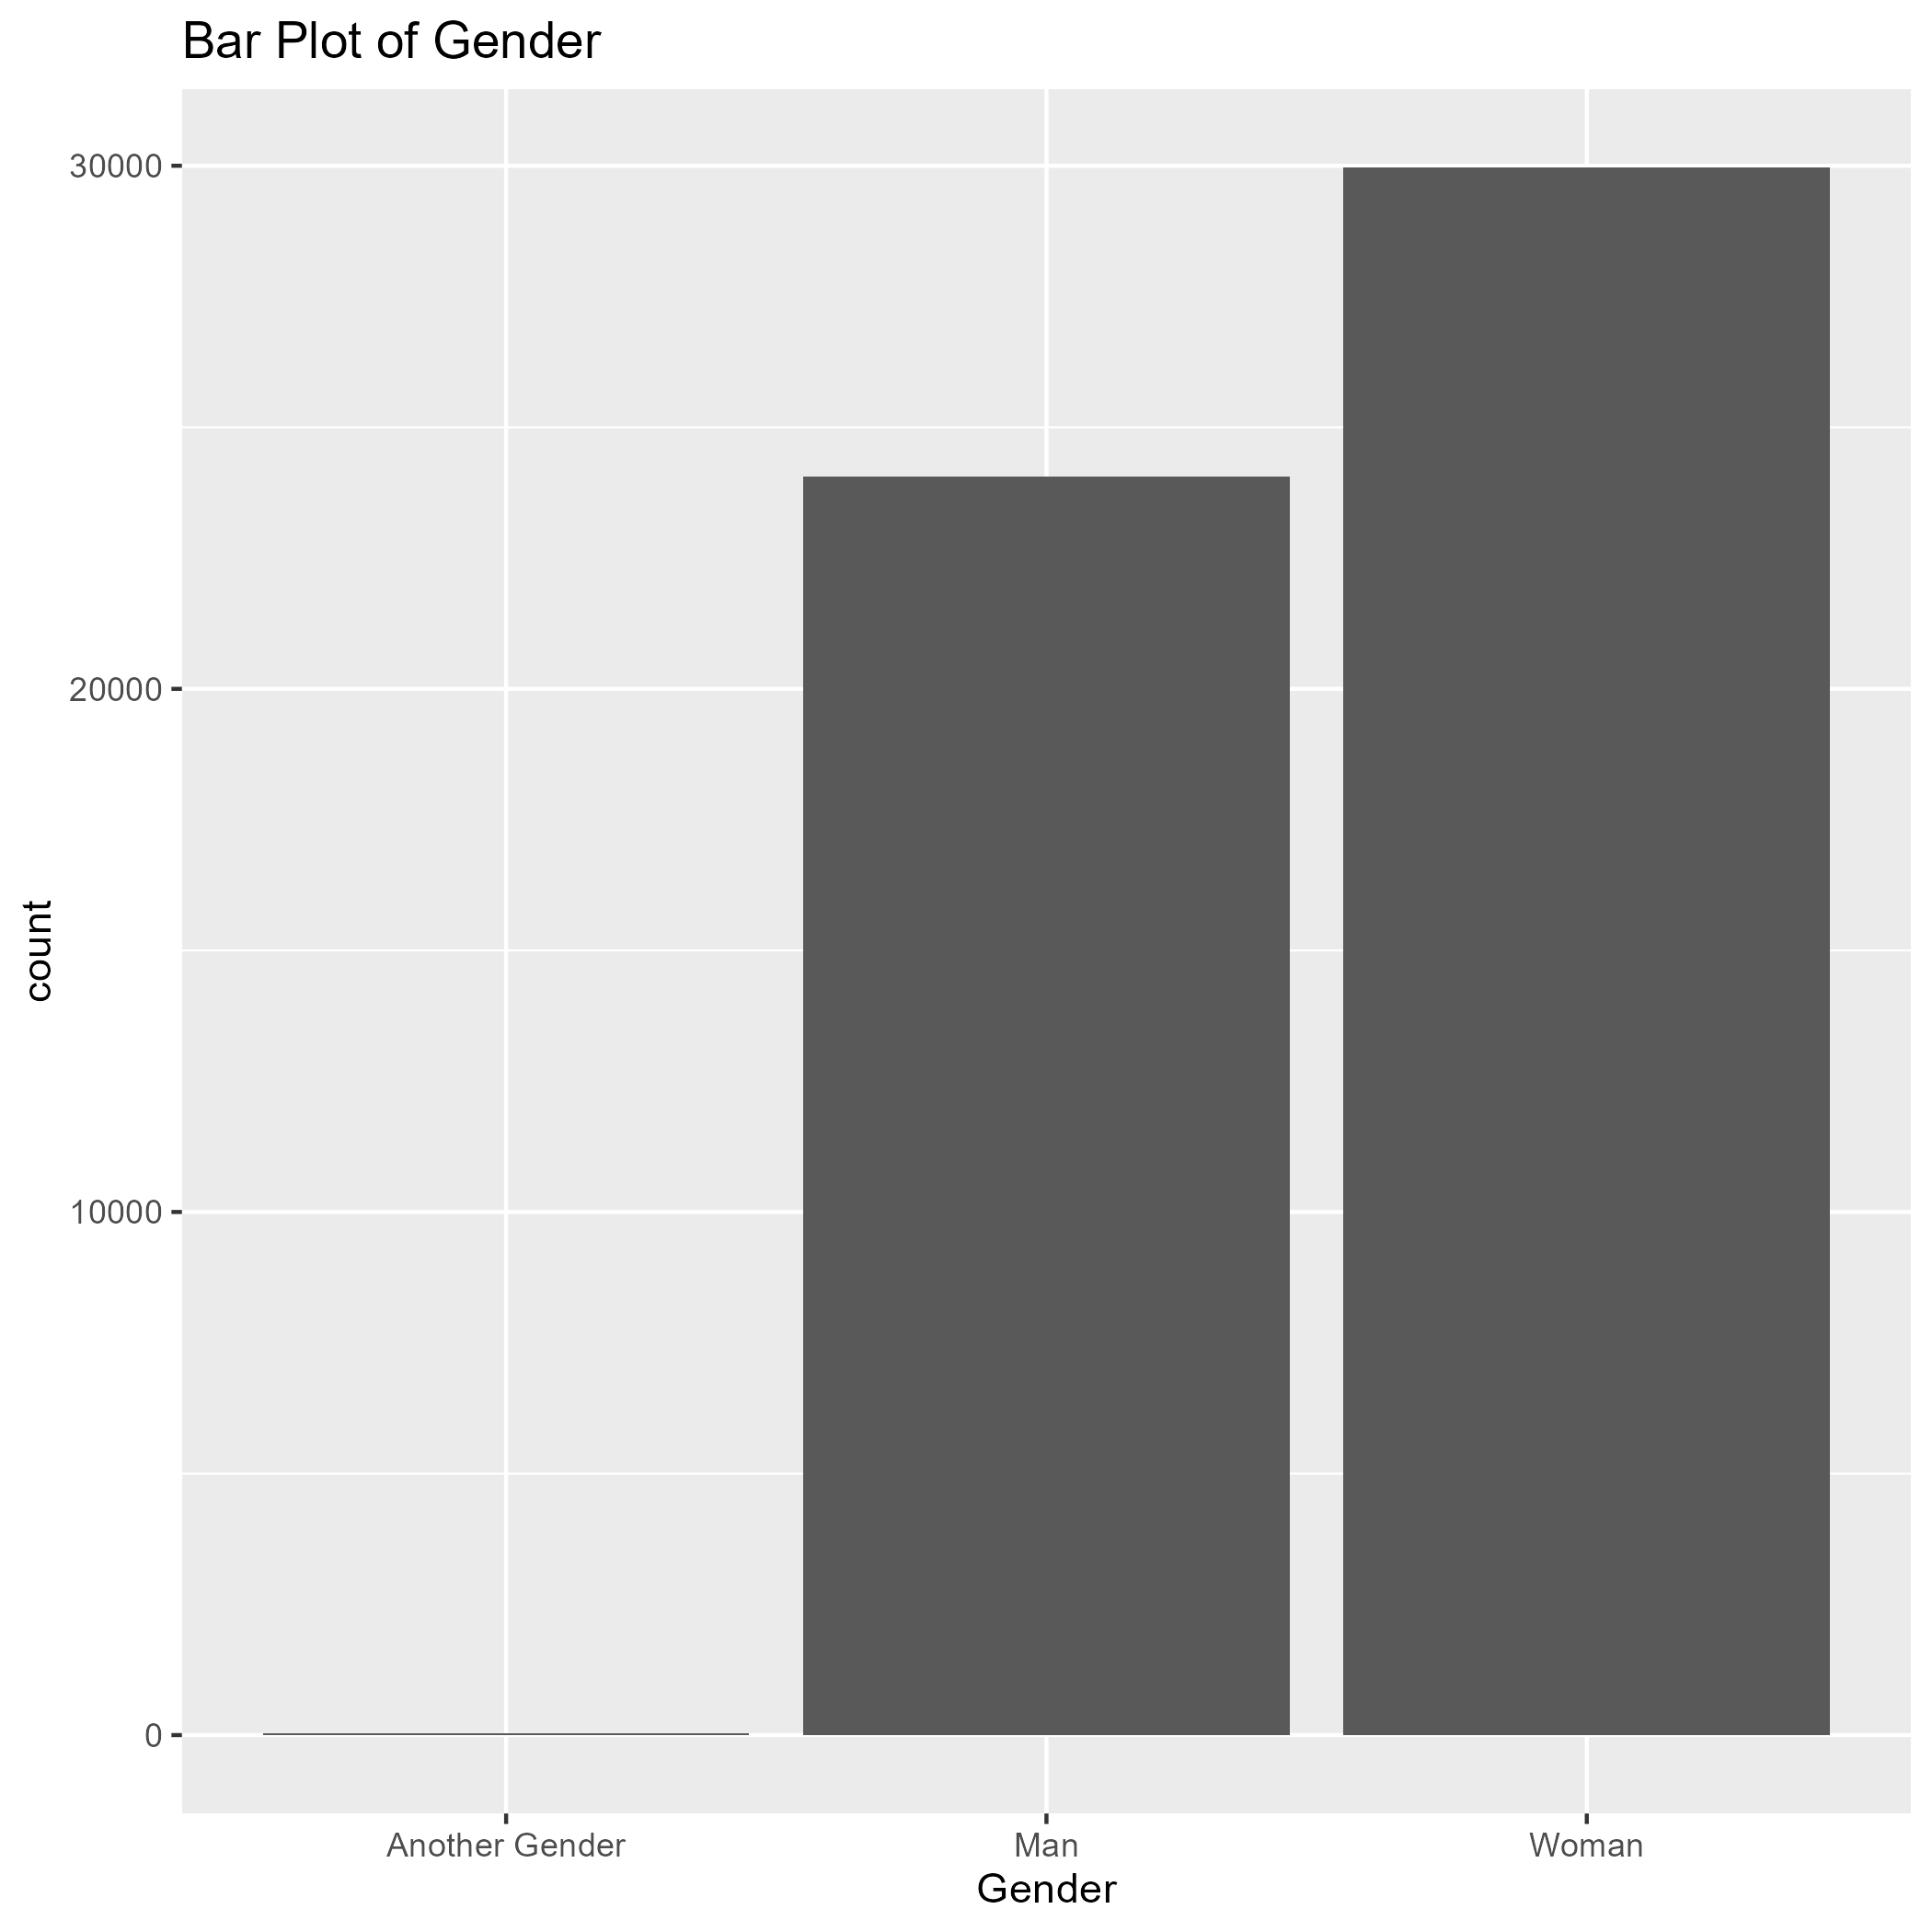 Bar Plot of Gender
30000
20000
10000
0
count
Another Gender
Man
Woman
Gender